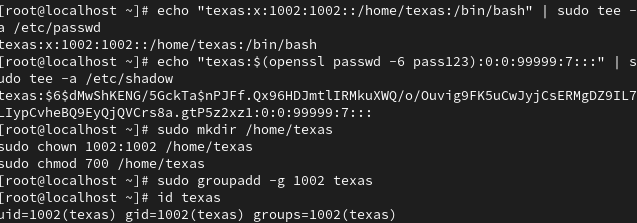 [root@localhost ~]# echo "texas:x:1002:1002::/home/texas:/bin/bash" | sudo tee -
a /etc/passwd
texas:x:1002:1002::/home/texas:/bin/bash
[root@localhost ~]# echo "texas:$(openssl passwd -6 pass123):0:0:99999:7:::" | s
udo tee -a /etc/shadow
texas:$6$dMwShKENG/5GckTa$nPJFf.Qx96HDJmtlIRMkuXWQ/o/Ouvig9FK5uCwJyjCsERMgDZ9IL7
LIypCvheBQ9EyQjQVCrs8a.gtP5z2xz1:0:0:99999:7:::
[root@localhost ~]# sudo mkdir /home/texas
sudo chown 1002:1002 /home/texas
sudo chmod 700 /home/texas
[root@localhost ~]# sudo groupadd -g 1002 texas
[root@localhost ~]# id texas
uid=1002(texas) gid=1002(texas) groups=1002(texas)